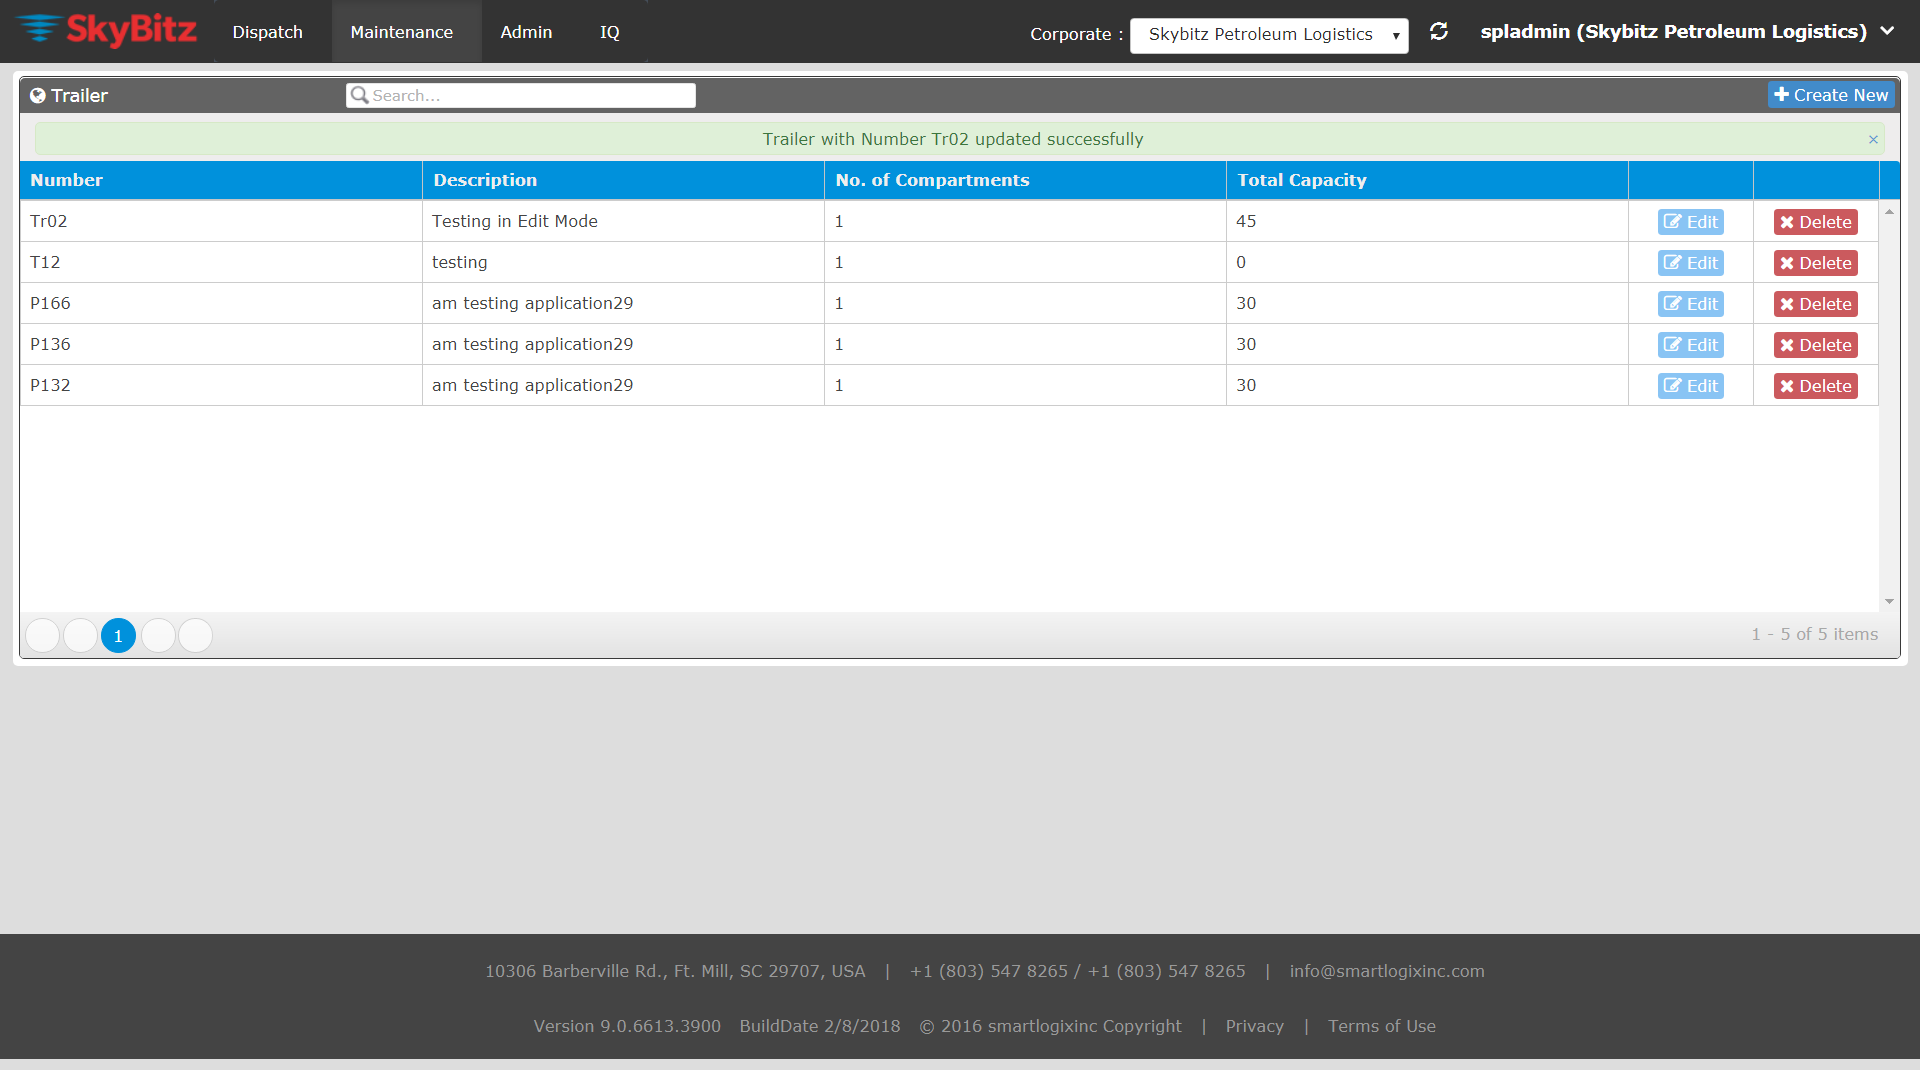 SkyBitz Dispatch Maintenance Admin IQ Corporate : Skybitz Petroleum Logistics spladmin (Skybitz Petroleum Logistics)
Trailer Search... Create New
Trailer with Number Tr02 updated successfully ×
Number Description No. of Compartments Total Capacity
Tr02 Testing in Edit Mode 1 45 Edit Delete
T12 testing 1 0 Edit Delete
P166 am testing application29 1 30 Edit Delete
P136 am testing application29 1 30 Edit Delete
P132 am testing application29 1 30 Edit Delete
1 1 - 5 of 5 items
10306 Barberville Rd., Ft. Mill, SC 29707, USA | +1 (803) 547 8265 / +1 (803) 547 8265 | info@smartlogixinc.com
Version 9.0.6613.3900 BuildDate 2/8/2018 © 2016 smartlogixinc Copyright | Privacy | Terms of Use